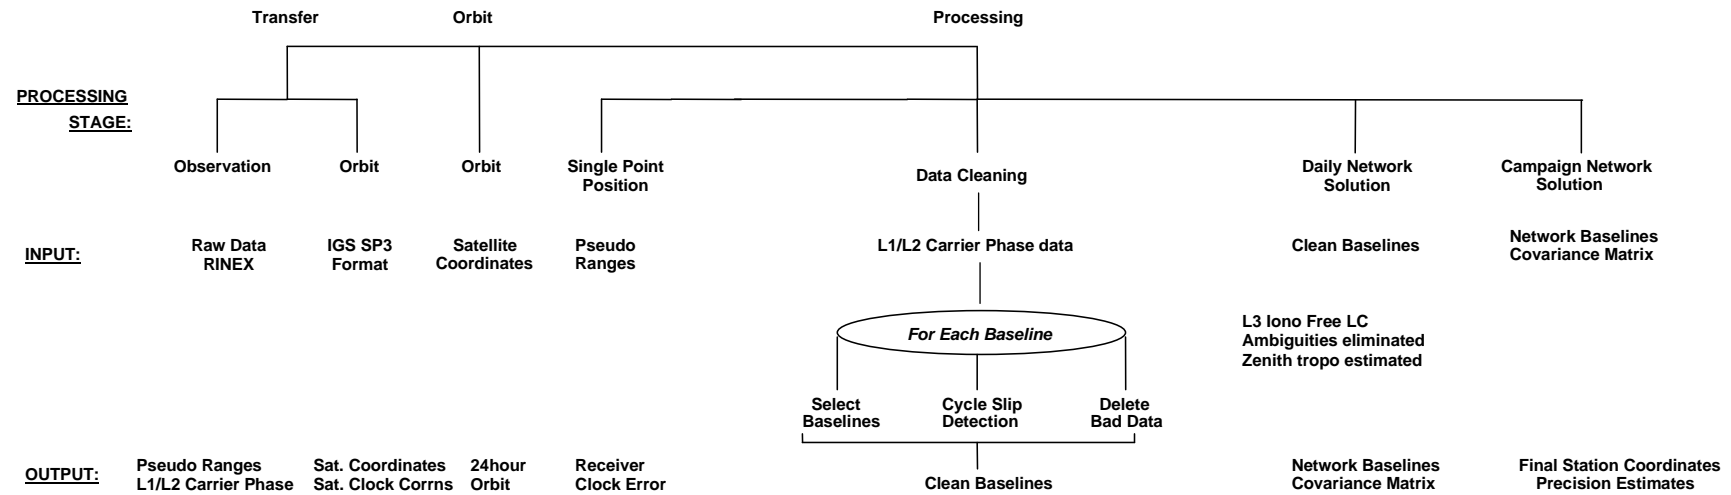 Transfer Orbit Processing
PROCESSING
STAGE:
Observation Orbit Orbit Single Point
Position
Data Cleaning
Daily Network
Solution
Campaign Network
Solution
INPUT:
Raw Data
RINEX
IGS SP3
Format
Satellite
Coordinates
Pseudo
Ranges
L1/L2 Carrier Phase data
Clean Baselines
Network Baselines
Covariance Matrix
For Each Baseline
L3 Iono Free LC
Ambiguities eliminated
Zenith tropo estimated
Select
Baselines
Cycle Slip
Detection
Delete
Bad Data
OUTPUT:
Pseudo Ranges
L1/L2 Carrier Phase
Sat. Coordinates
Sat. Clock Corrns
24hour
Orbit
Receiver
Clock Error
Clean Baselines
Network Baselines
Covariance Matrix
Final Station Coordinates
Precision Estimates